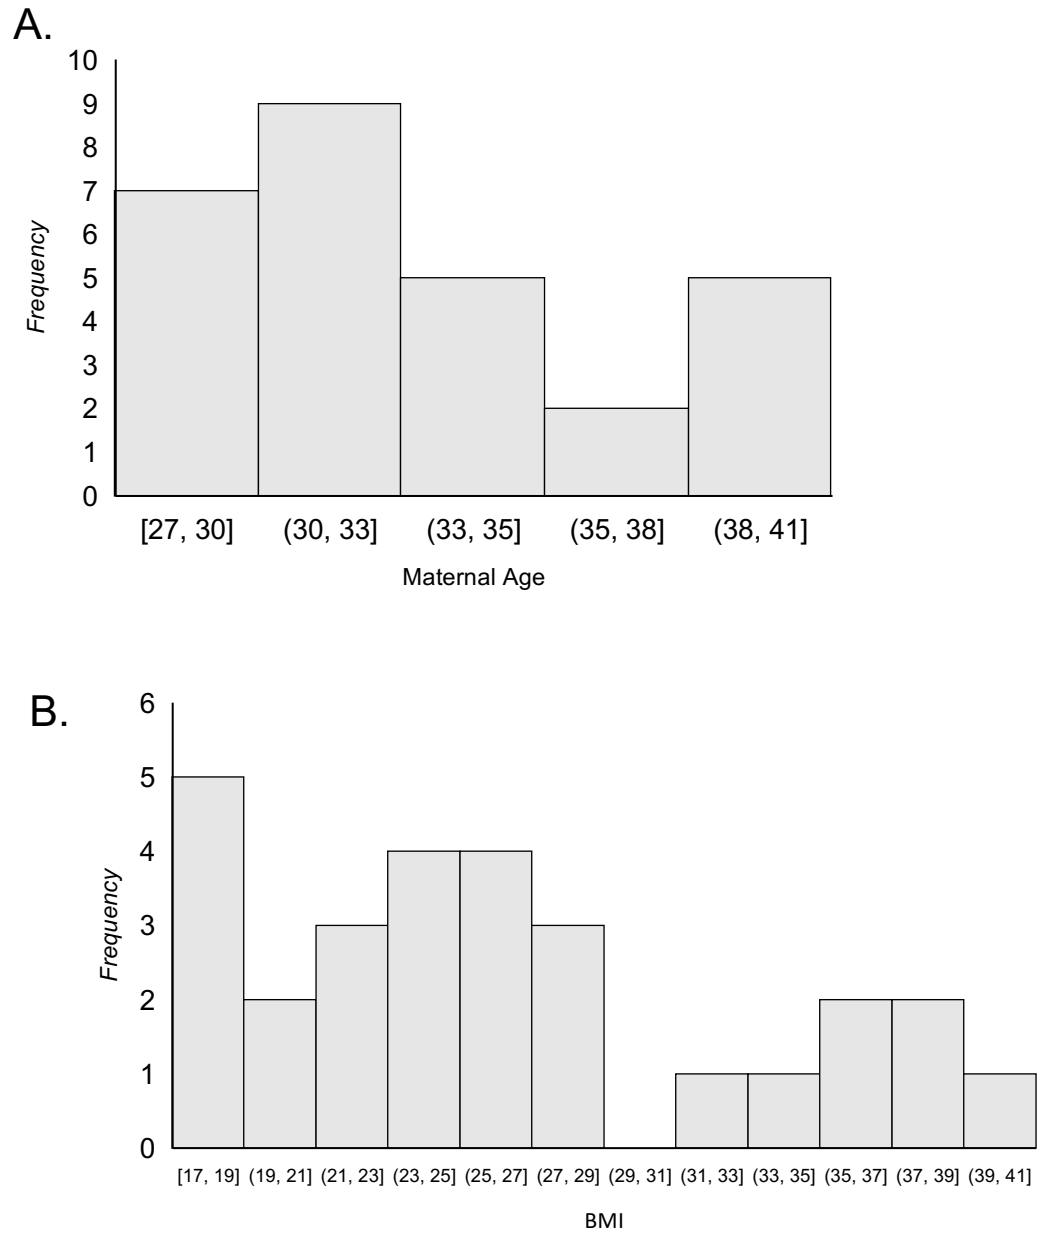 A.
10
9
8
7
6
5
4
3
2
1
0
Frequency
[27, 30] (30, 33] (33, 35] (35, 38] (38, 41]
Maternal Age
B.
6
5
4
3
2
1
0
Frequency
[17, 19] (19, 21] (21, 23] (23, 25] (25, 27] (27, 29] (29, 31] (31, 33] (33, 35] (35, 37] (37, 39] (39, 41]
BMI